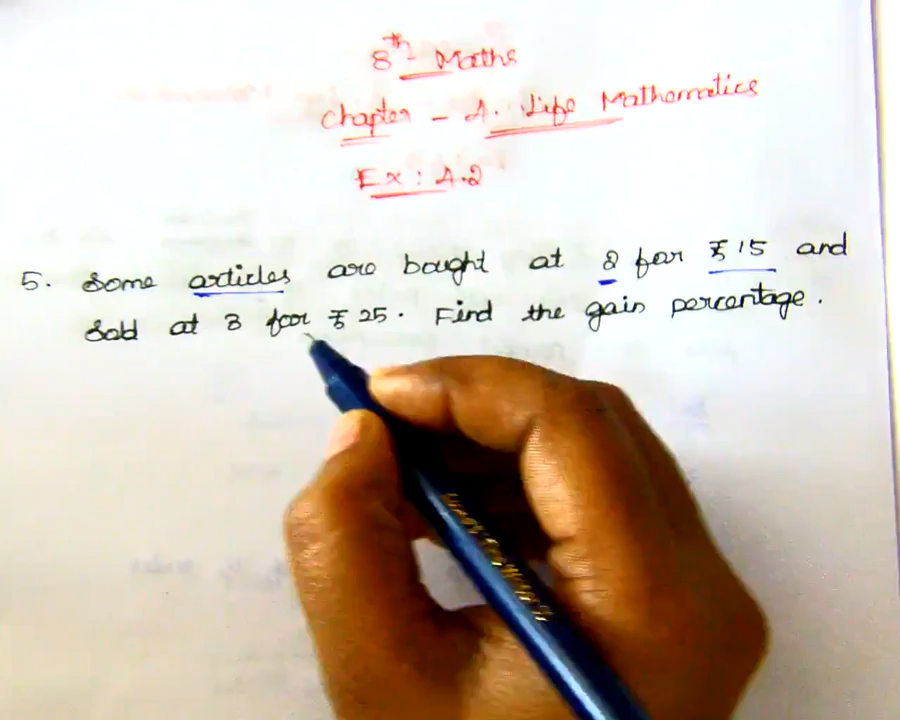 8th Maths
Chapter - 4. Life Mathematics
Ex: 4.2
5. Some articles are bought at 2 for ₹ 15 and
Sold at 3 for ₹ 25. Find the gain percentage.